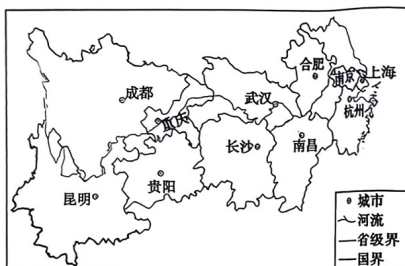 合肥
南京
上海
成都
武汉
杭州
重庆
长沙
南昌
贵阳
昆明
城市
河流
省级界
国界